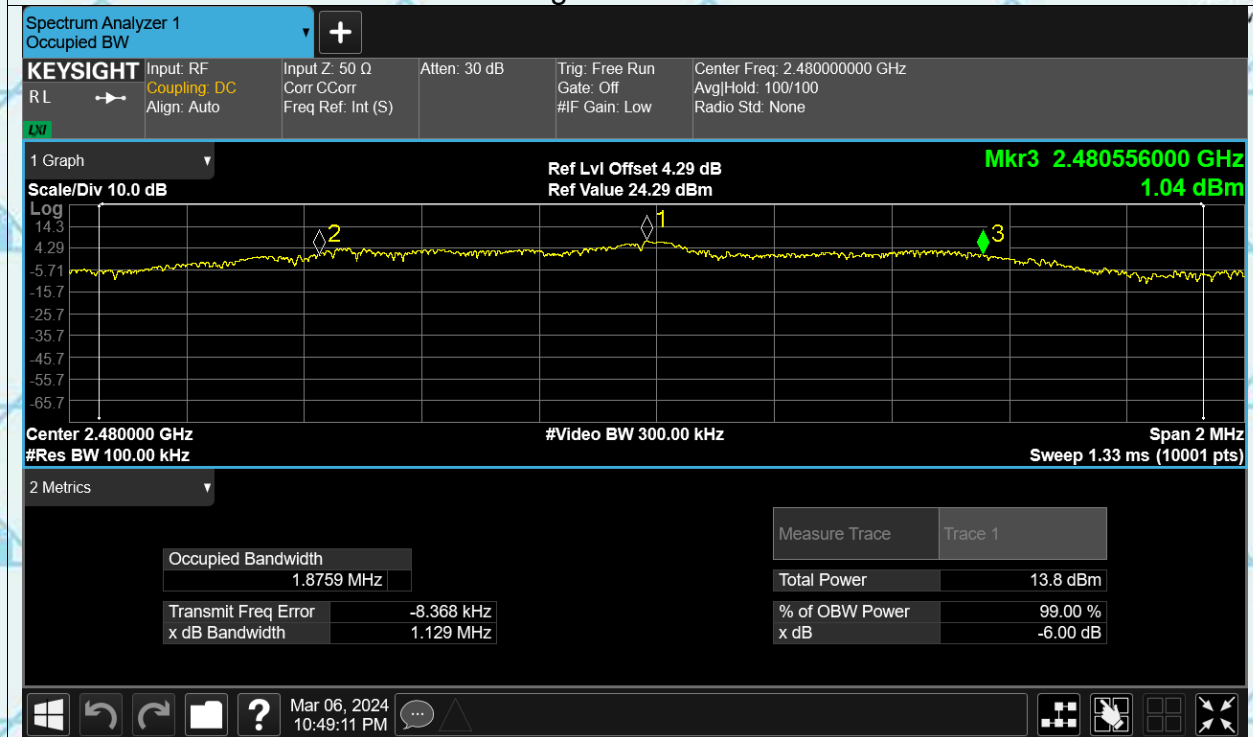 Spectrum Analyzer 1
Occupied BW
▼
+
KEYSIGHT
RL
LXI
Input: RF
Coupling: DC
Align: Auto
Input Z: 50 Ω
Corr CCorr
Freq Ref: Int (S)
Atten: 30 dB
Trig: Free Run
Gate: Off
#IF Gain: Low
Center Freq: 2.480000000 GHz
Avg|Hold: 100/100
Radio Std: None
1 Graph
Scale/Div 10.0 dB
Ref Lvl Offset 4.29 dB
Ref Value 24.29 dBm
Mkr3 2.480556000 GHz
1.04 dBm
Log
14.3
4.29
-5.71
-15.7
-25.7
-35.7
-45.7
-55.7
-65.7
2
1
3
Center 2.480000 GHz
#Res BW 100.00 kHz
#Video BW 300.00 kHz
Span 2 MHz
Sweep 1.33 ms (10001 pts)
2 Metrics
Occupied Bandwidth
1.8759 MHz
Transmit Freq Error -8.368 kHz
x dB Bandwidth 1.129 MHz
Measure Trace Trace 1
Total Power 13.8 dBm
% of OBW Power 99.00 %
x dB -6.00 dB
?
Mar 06, 2024
10:49:11 PM